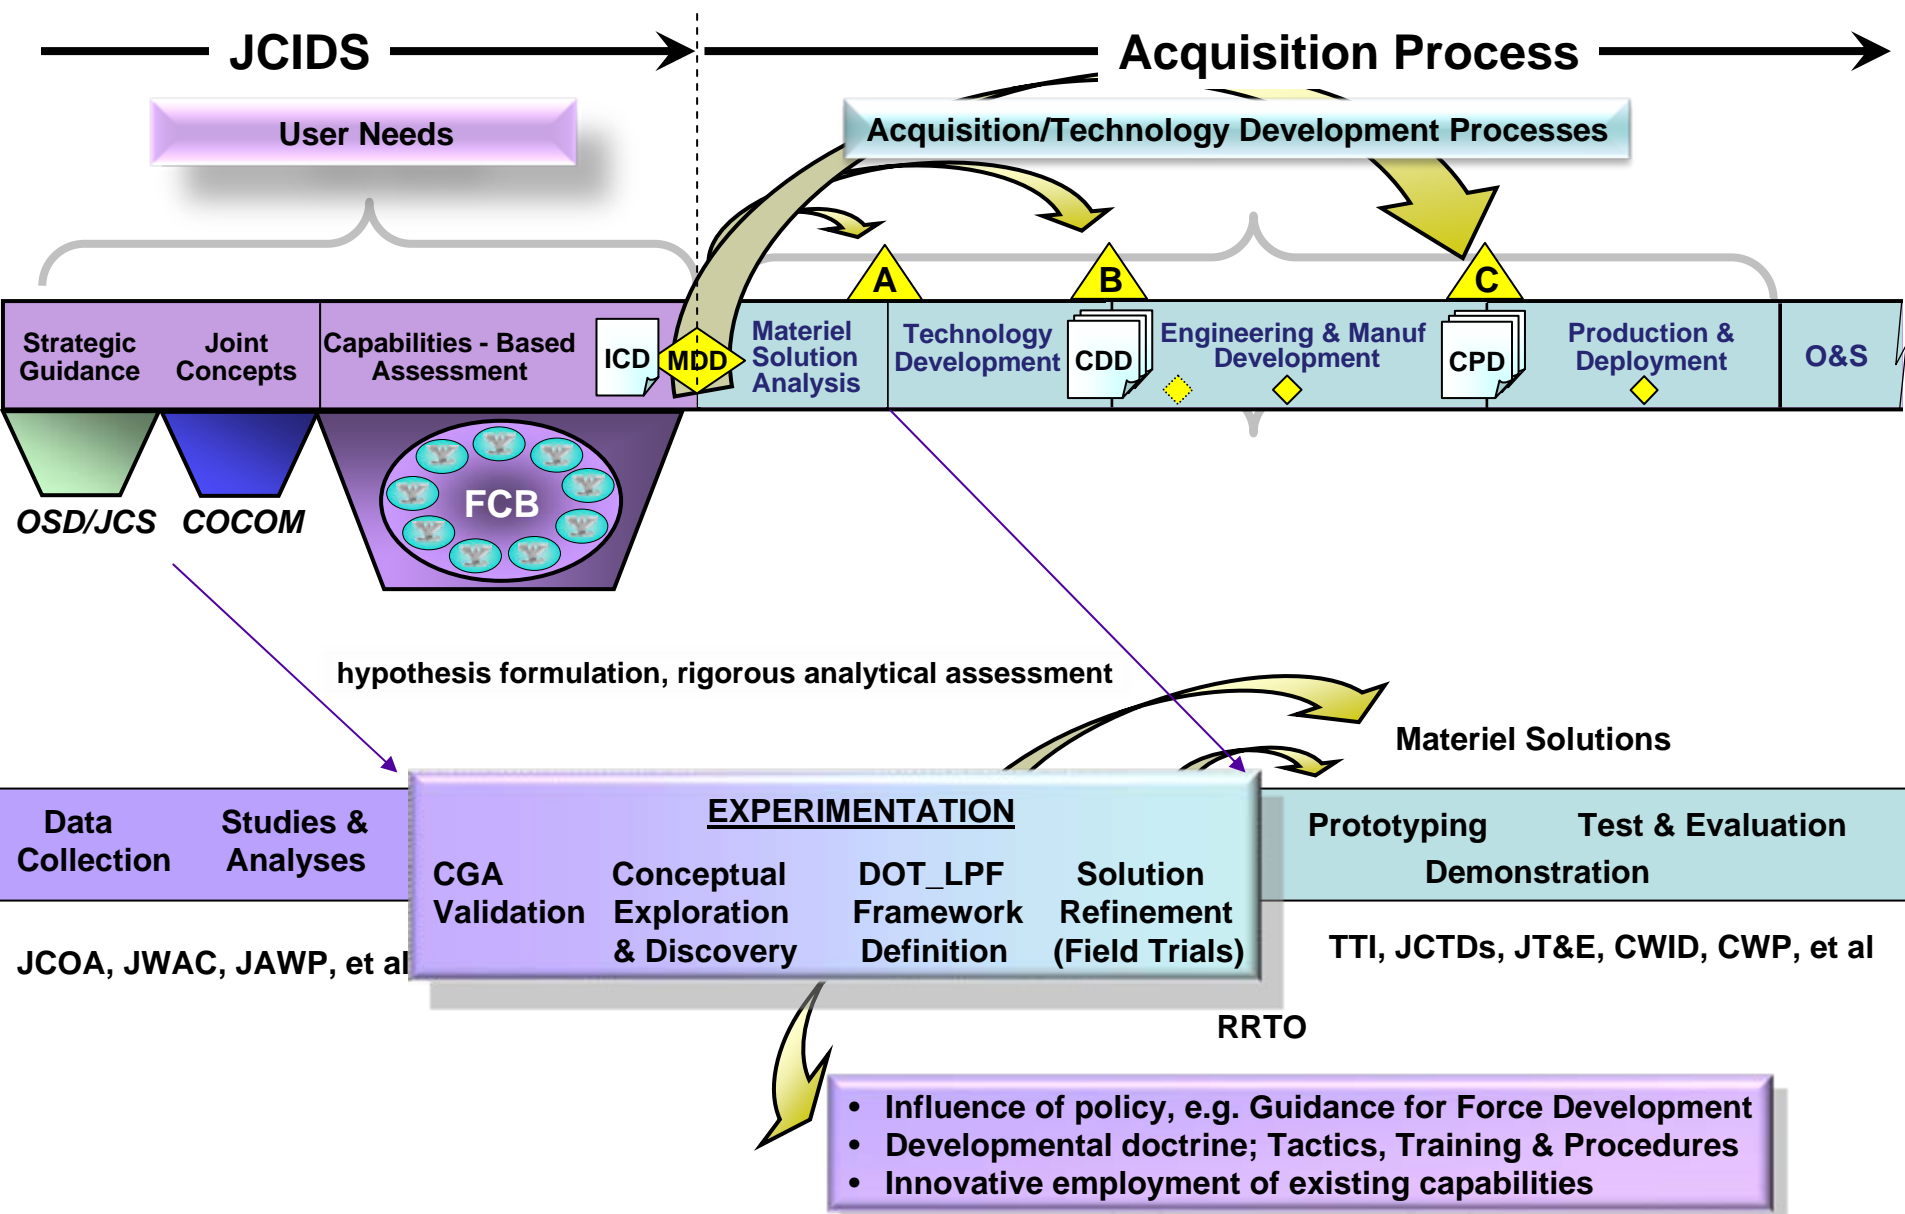 JCIDS
Acquisition Process
User Needs
Acquisition/Technology Development Processes
A
B
C
Strategic
Guidance
Joint
Concepts
Capabilities - Based
Assessment
ICD
MDD
Materiel
Solution
Analysis
Technology
Development
CDD
Engineering & Manuf
Development
CPD
Production &
Deployment
O&S
FCB
OSD/JCS
COCOM
hypothesis formulation, rigorous analytical assessment
Materiel Solutions
Data
Collection
Studies &
Analyses
EXPERIMENTATION
CGA
Validation
Conceptual
Exploration
& Discovery
DOT_LPF
Framework
Definition
Solution
Refinement
(Field Trials)
Prototyping
Test & Evaluation
Demonstration
JCOA, JWAC, JAWP, et al
TTI, JCTDs, JT&E, CWID, CWP, et al
RRTO
• Influence of policy, e.g. Guidance for Force Development
• Developmental doctrine; Tactics, Training & Procedures
• Innovative employment of existing capabilities